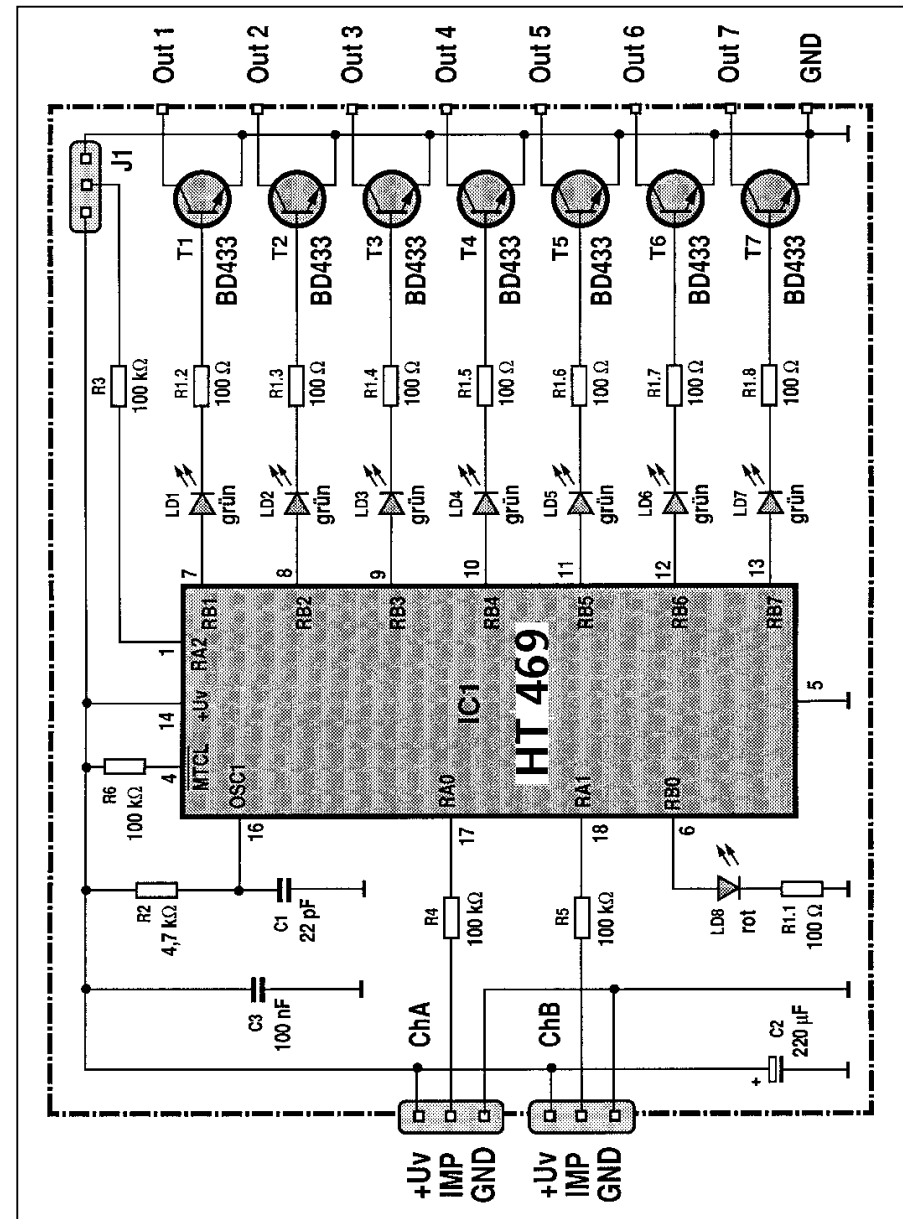 Out 1
Out 2
Out 3
Out 4
Out 5
Out 6
Out 7
GND
J1
T1
BD433
T2
BD433
T3
BD433
T4
BD433
T5
BD433
T6
BD433
T7
BD433
R3
100 kΩ
R1.2
100 Ω
R1.3
100 Ω
R1.4
100 Ω
R1.5
100 Ω
R1.6
100 Ω
R1.7
100 Ω
R1.8
100 Ω
LD1
grün
LD2
grün
LD3
grün
LD4
grün
LD5
grün
LD6
grün
LD7
grün
7
8
9
10
11
12
13
RB1
RB2
RB3
RB4
RB5
RB6
RB7
1
RA2
14
+Uv
4
MTCL
IC1
HT 469
5
R6
100 kΩ
OSC1
16
RA0
17
RA1
18
RB0
6
R2
4,7 kΩ
C1
22 pF
R4
100 kΩ
R5
100 kΩ
LD8
rot
R1.1
100 Ω
C3
100 nF
ChA
ChB
+
C2
220 µF
+Uv
IMP
GND
+Uv
IMP
GND